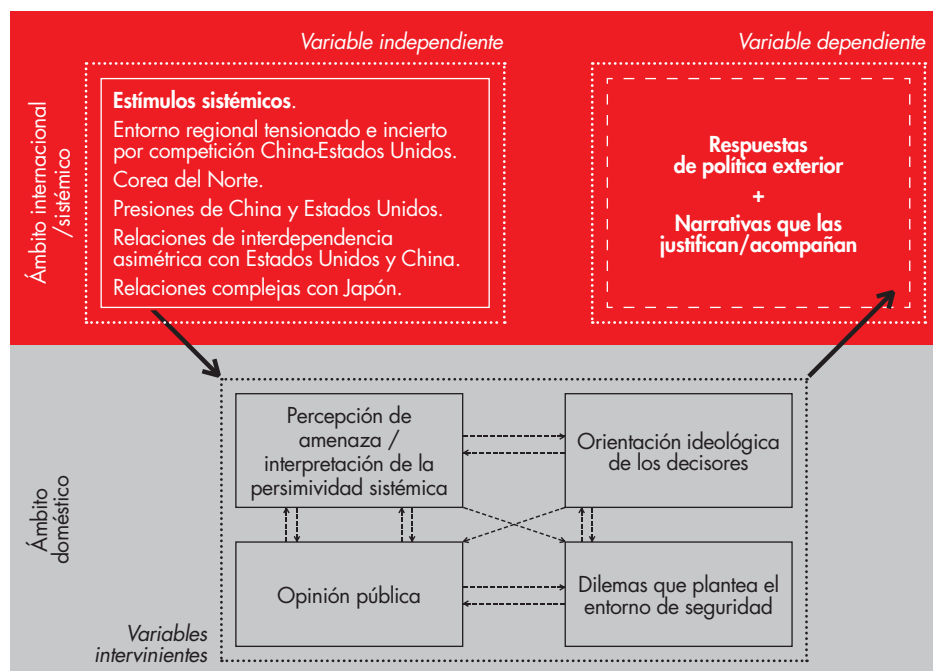 Variable independiente
Variable dependiente
Ámbito internacional
/sistémico
Estímulos sistémicos.
Entorno regional tensionado e incierto
por competición China-Estados Unidos.
Corea del Norte.
Presiones de China y Estados Unidos.
Relaciones de interdependencia
asimétrica con Estados Unidos y China.
Relaciones complejas con Japón.
Respuestas
de política exterior
+
Narrativas que las
justifican/acompañan
Ámbito
doméstico
Percepción de
amenaza /
interpretación de la
persimividad sistémica
Orientación ideológica
de los decisores
Opinión pública
Dilemas que plantea el
entorno de seguridad
Variables
intervinientes